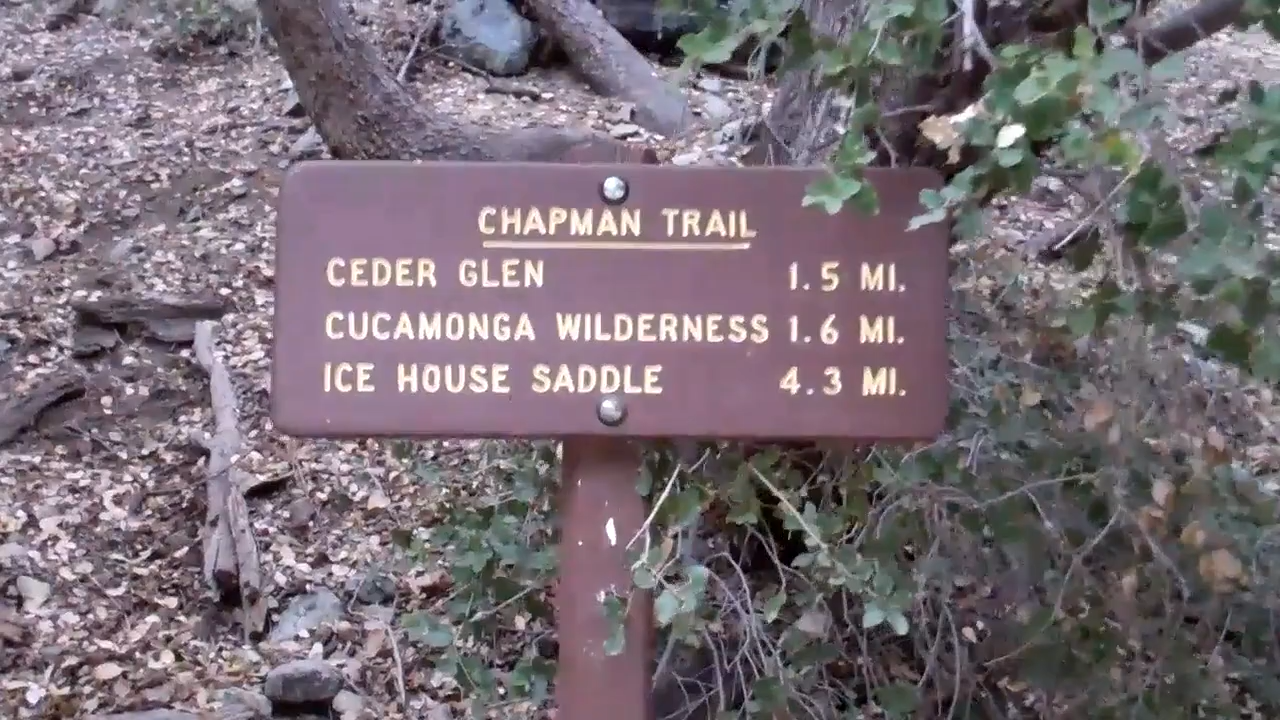 CHAPMAN TRAIL
CEDER GLEN 1.5 MI.
CUCAMONGA WILDERNESS 1.6 MI.
ICE HOUSE SADDLE 4.3 MI.